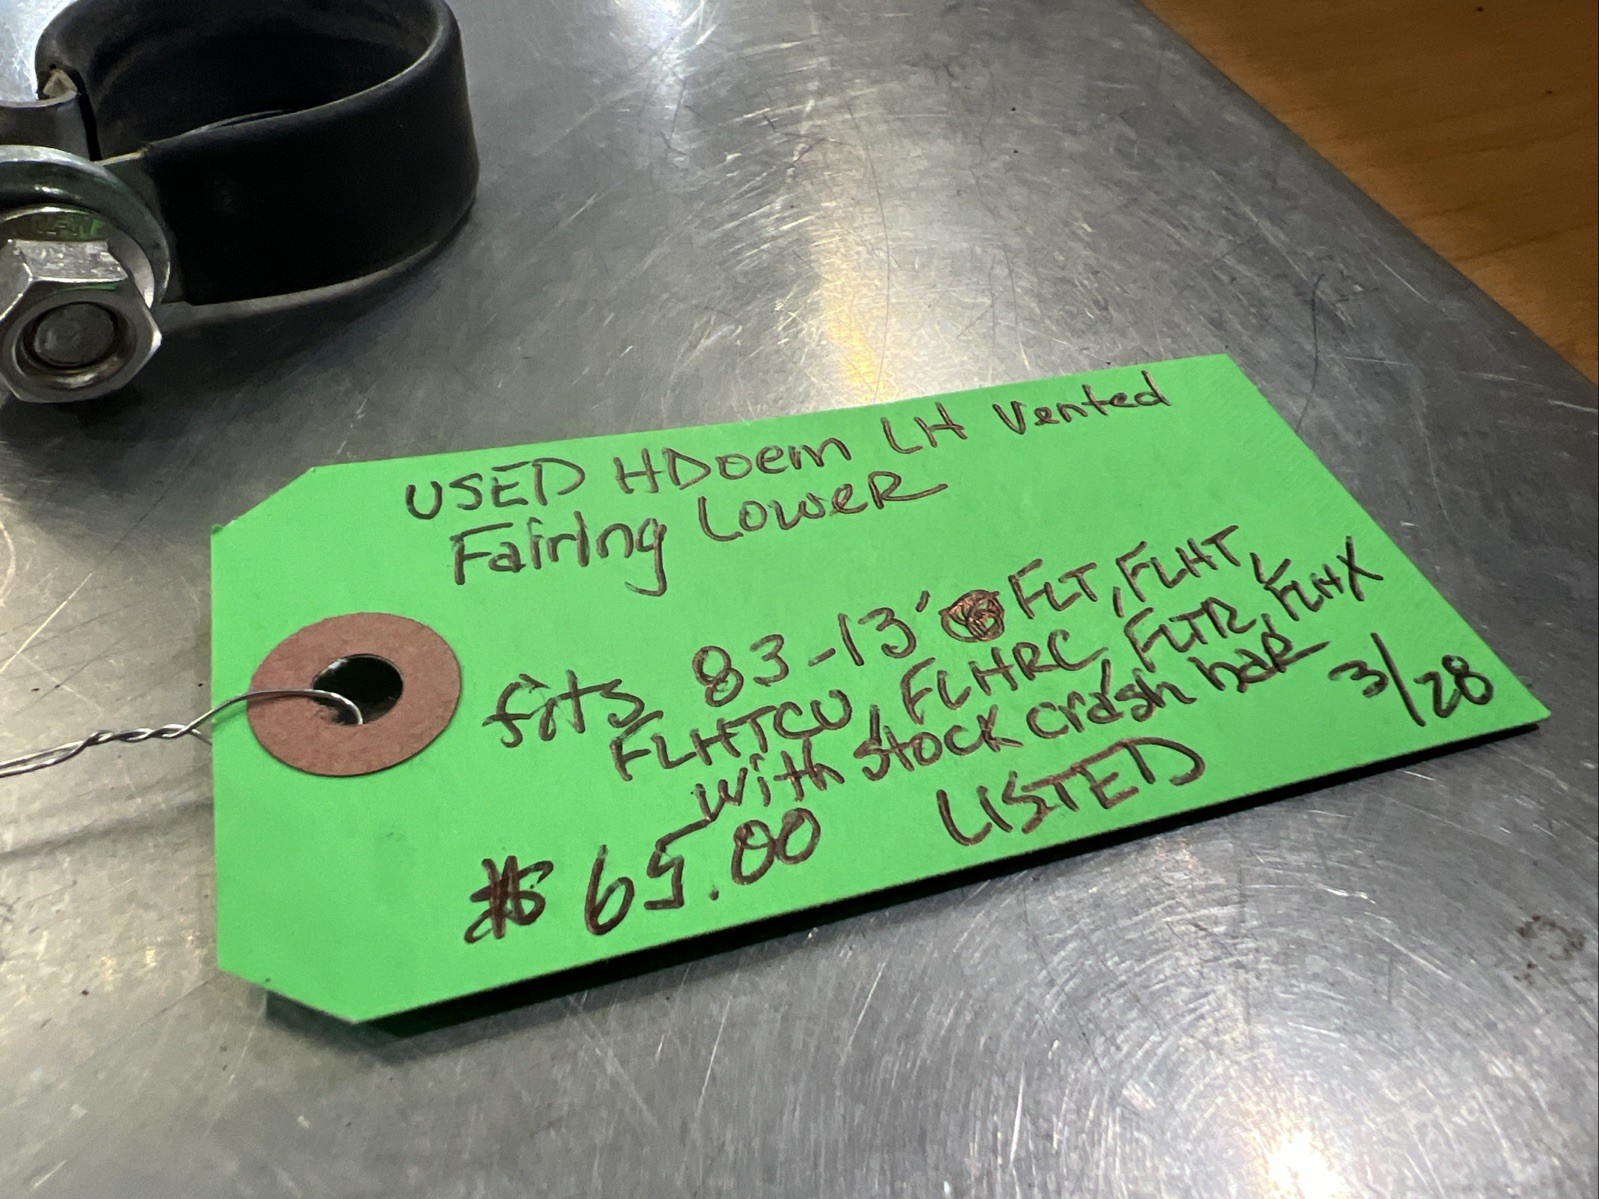 USED HDoem LH Vented
Fairing Lower
fits 83-13' FLT, FLHT,
FLHTCU, FLHRC, FLTR, FLHX
with stock crash bar 3/28
$65.00 LISTED